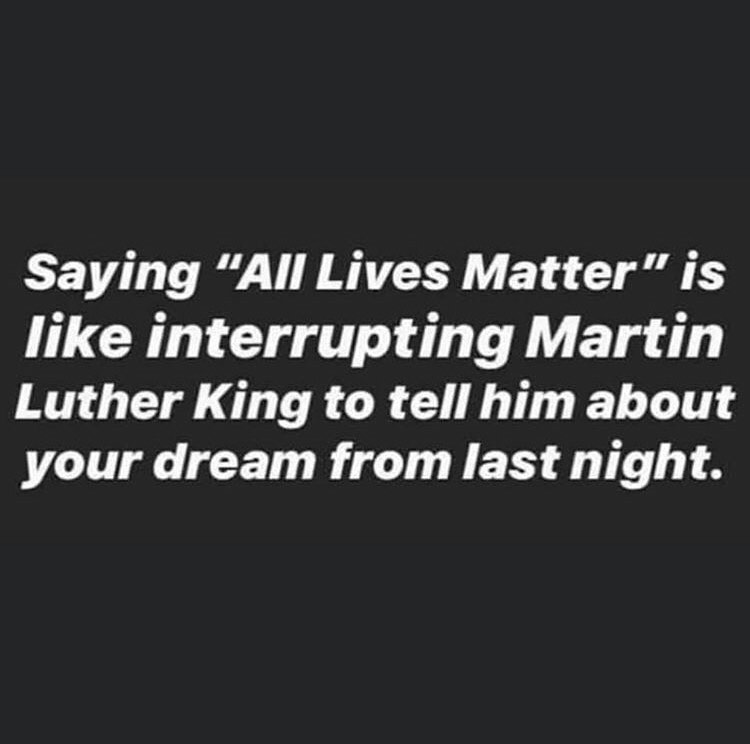 Saying "All Lives Matter" is
like interrupting Martin
Luther King to tell him about
your dream from last night.